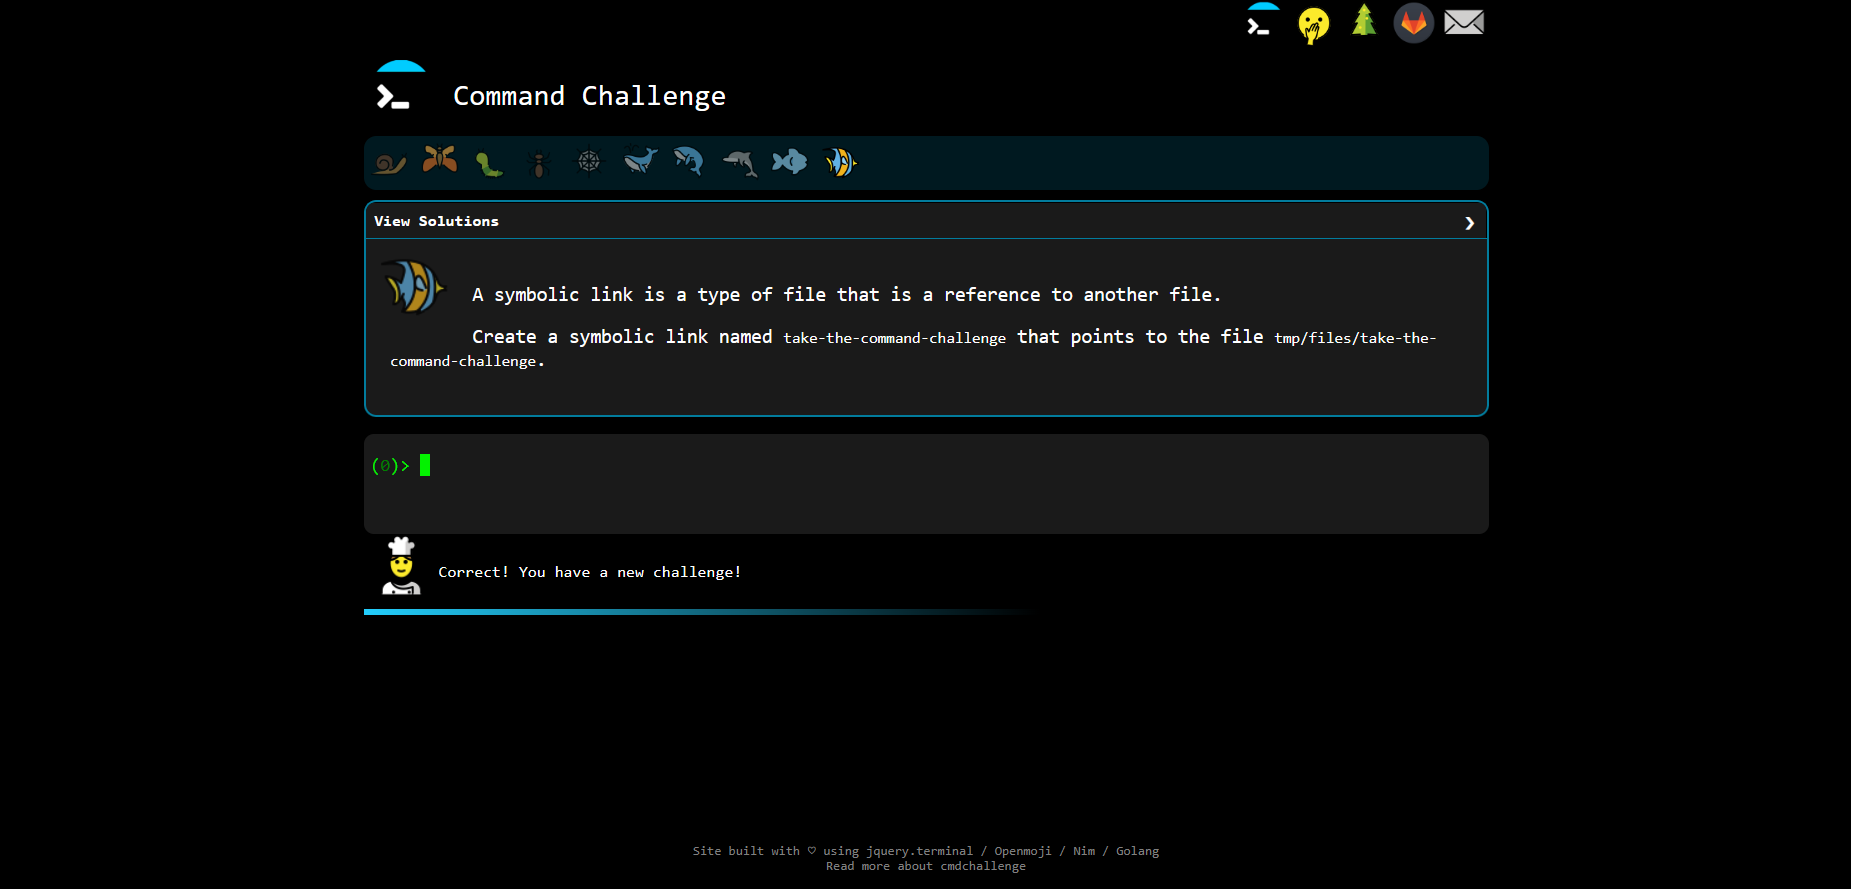 Command Challenge
View Solutions
A symbolic link is a type of file that is a reference to another file.
Create a symbolic link named take-the-command-challenge that points to the file tmp/files/take-the-
command-challenge.
(0)>
Correct! You have a new challenge!
Site built with ♡ using jquery.terminal / Openmoji / Nim / Golang
Read more about cmdchallenge